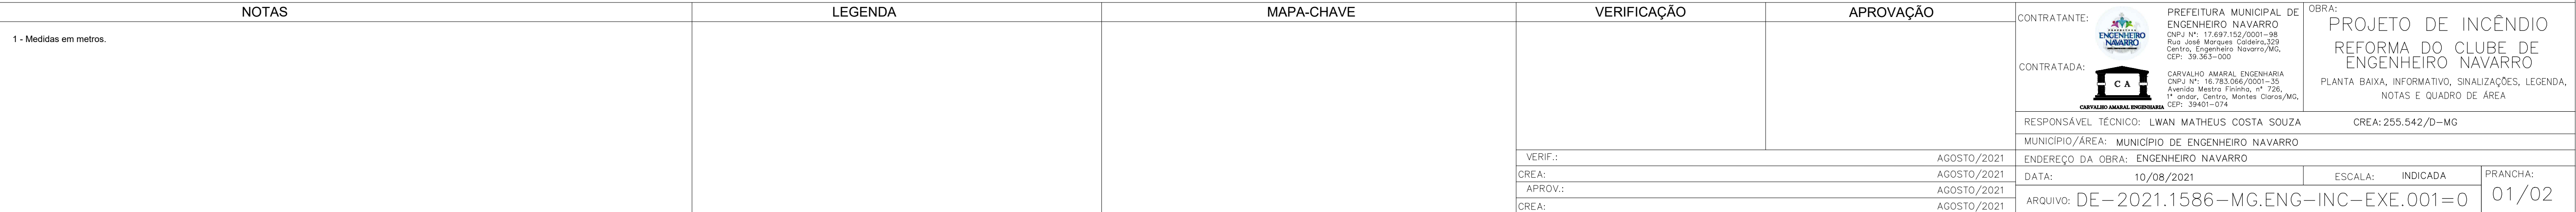 NOTAS
1 - Medidas em metros.
LEGENDA
MAPA-CHAVE
VERIFICAÇÃO
APROVAÇÃO
VERIF.: AGOSTO/2021
CREA: AGOSTO/2021
APROV.: AGOSTO/2021
CREA: AGOSTO/2021
CONTRATANTE:
ENGENHEIRO
NAVARRO
PREFEITURA MUNICIPAL DE
ENGENHEIRO NAVARRO
CNPJ N°: 17.697.152/0001-98
Rua José Marques Caldeira,329
Centro, Engenheiro Navarro/MG,
CEP: 39.363-000
CONTRATADA:
C A
CARVALHO AMARAL ENGENHARIA
CARVALHO AMARAL ENGENHARIA
CNPJ N°: 16.783.066/0001-35
Avenida Mestra Fininha, n° 726,
1° andar, Centro, Montes Claros/MG,
CEP: 39401-074
OBRA:
PROJETO DE INCÊNDIO
REFORMA DO CLUBE DE
ENGENHEIRO NAVARRO
PLANTA BAIXA, INFORMATIVO, SINALIZAÇÕES, LEGENDA,
NOTAS E QUADRO DE ÁREA
RESPONSÁVEL TÉCNICO: LWAN MATHEUS COSTA SOUZA CREA: 255.542/D-MG
MUNICÍPIO/ÁREA: MUNICÍPIO DE ENGENHEIRO NAVARRO
ENDEREÇO DA OBRA: ENGENHEIRO NAVARRO
DATA: 10/08/2021 ESCALA: INDICADA
PRANCHA:
01/02
ARQUIVO: DE-2021.1586-MG.ENG-INC-EXE.001=0